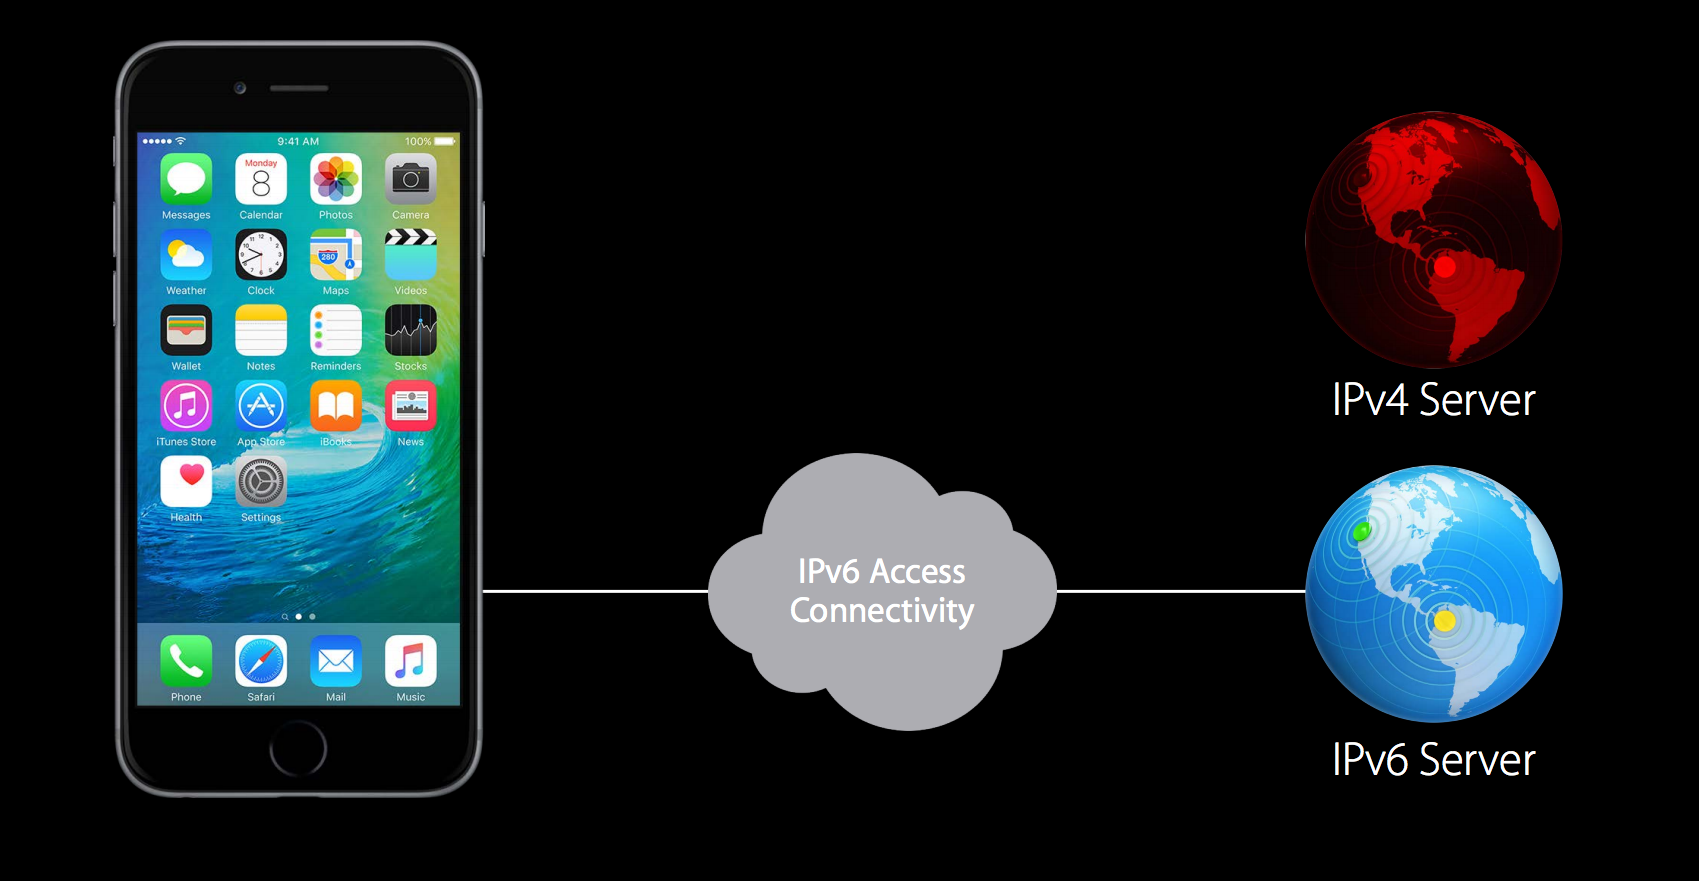 9:41 AM
100%
Monday
8
280
Messages
Calendar
Photos
Camera
Weather
Clock
Maps
Videos
Wallet
Notes
Reminders
Stocks
iTunes Store
App Store
iBooks
News
Health
Settings
Phone
Safari
Mail
Music
IPv6 Access
Connectivity
IPv4 Server
IPv6 Server